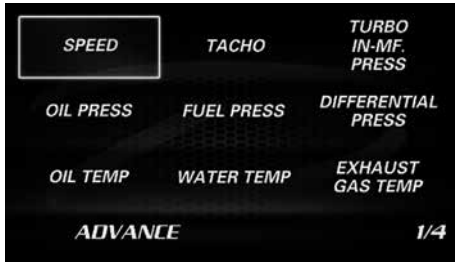 SPEED
TACHO
TURBO
IN-MF.
PRESS
OIL PRESS
FUEL PRESS
DIFFERENTIAL
PRESS
OIL TEMP
WATER TEMP
EXHAUST
GAS TEMP
ADVANCE
1/4